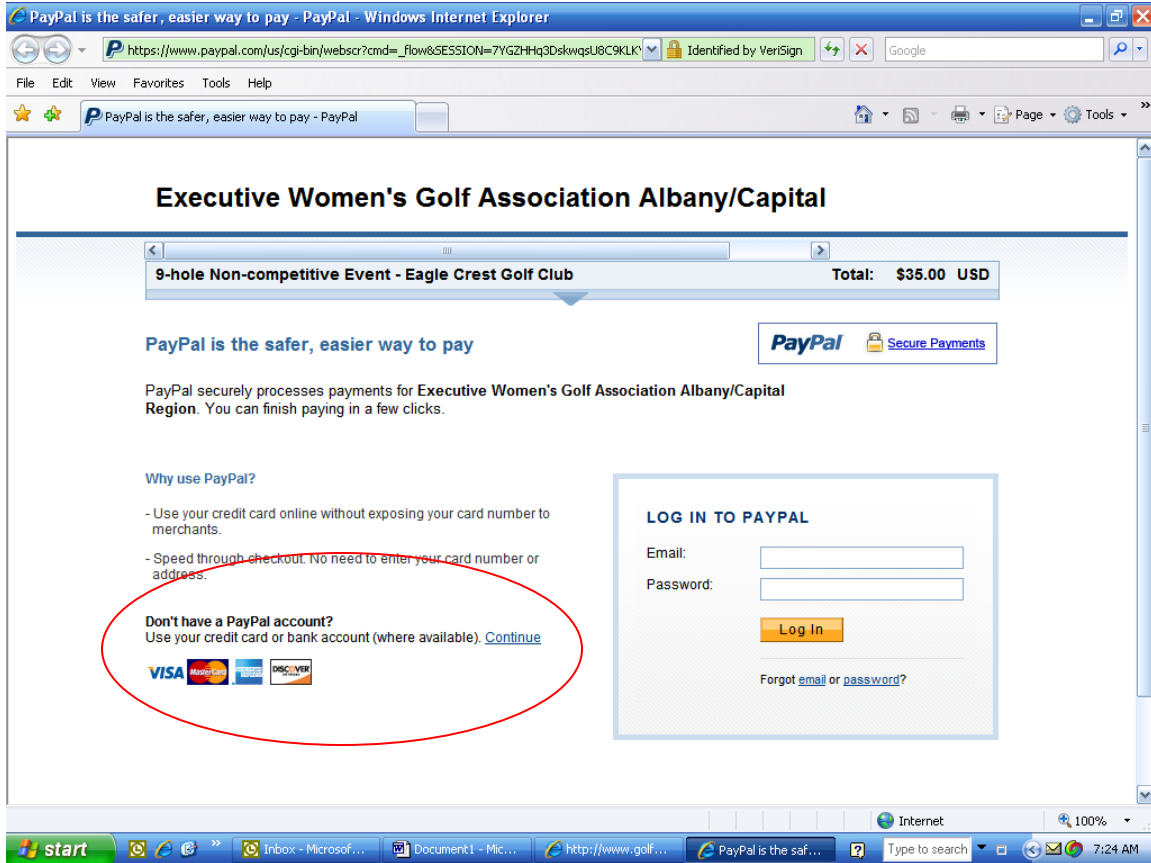 PayPal is the safer, easier way to pay - PayPal - Windows Internet Explorer
https://www.paypal.com/us/cgi-bin/webscr?cmd=_flow&SESSION=7YGZHHq3DskwqsU8C9KLK
Identified by VeriSign
Google
File Edit View Favorites Tools Help
PayPal is the safer, easier way to pay - PayPal
Page
Tools
Executive Women's Golf Association Albany/Capital
9-hole Non-competitive Event - Eagle Crest Golf Club Total: $35.00 USD
PayPal is the safer, easier way to pay
PayPal Secure Payments
PayPal securely processes payments for Executive Women's Golf Association Albany/Capital
Region. You can finish paying in a few clicks.
Why use PayPal?
- Use your credit card online without exposing your card number to
merchants.
- Speed through checkout. No need to enter your card number or
address.
Don't have a PayPal account?
Use your credit card or bank account (where available). Continue
VISA MasterCard DISCOVER
LOG IN TO PAYPAL
Email:
Password:
Log In
Forgot email or password?
Internet
100%
start
Inbox - Microsof...
Document1 - Mic...
http://www.golf...
PayPal is the saf...
Type to search
7:24 AM